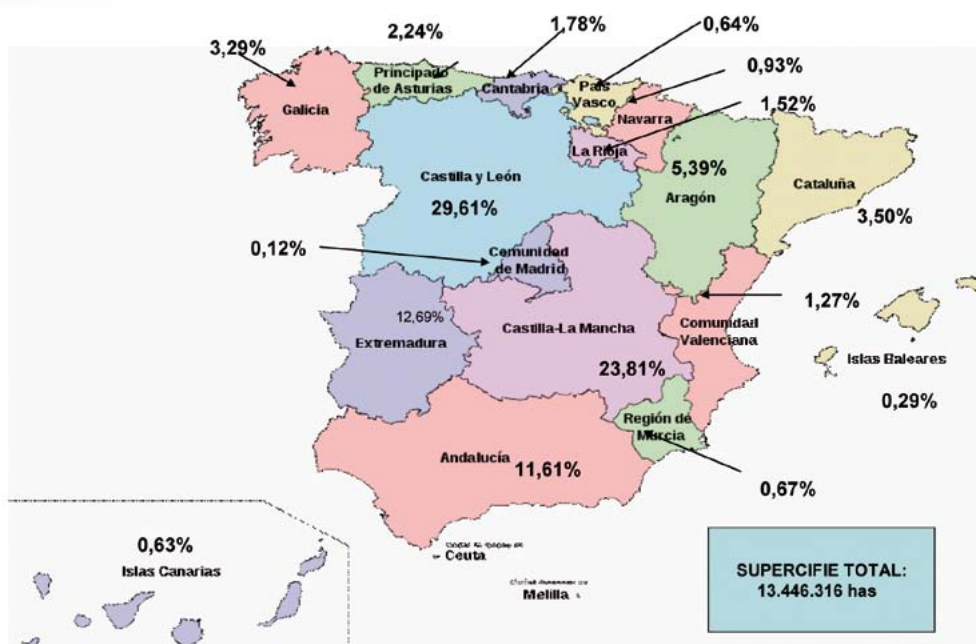 3,29%
2,24%
1,78%
0,64%
0,93%
1,52%
Galicia
Principado
de Asturias
Cantabria
País
Vasco
Navarra
La Rioja
Castilla y León
29,61%
5,39%
Aragón
Cataluña
3,50%
0,12%
Comunidad
de Madrid
12,69%
Extremadura
Castilla-La Mancha
23,81%
1,27%
Comunidad
Valenciana
Islas Baleares
0,29%
Región de
Murcia
0,67%
Andalucía
11,61%
0,63%
Islas Canarias
Ceuta
Melilla
SUPERCIFIE TOTAL:
13.446.316 has